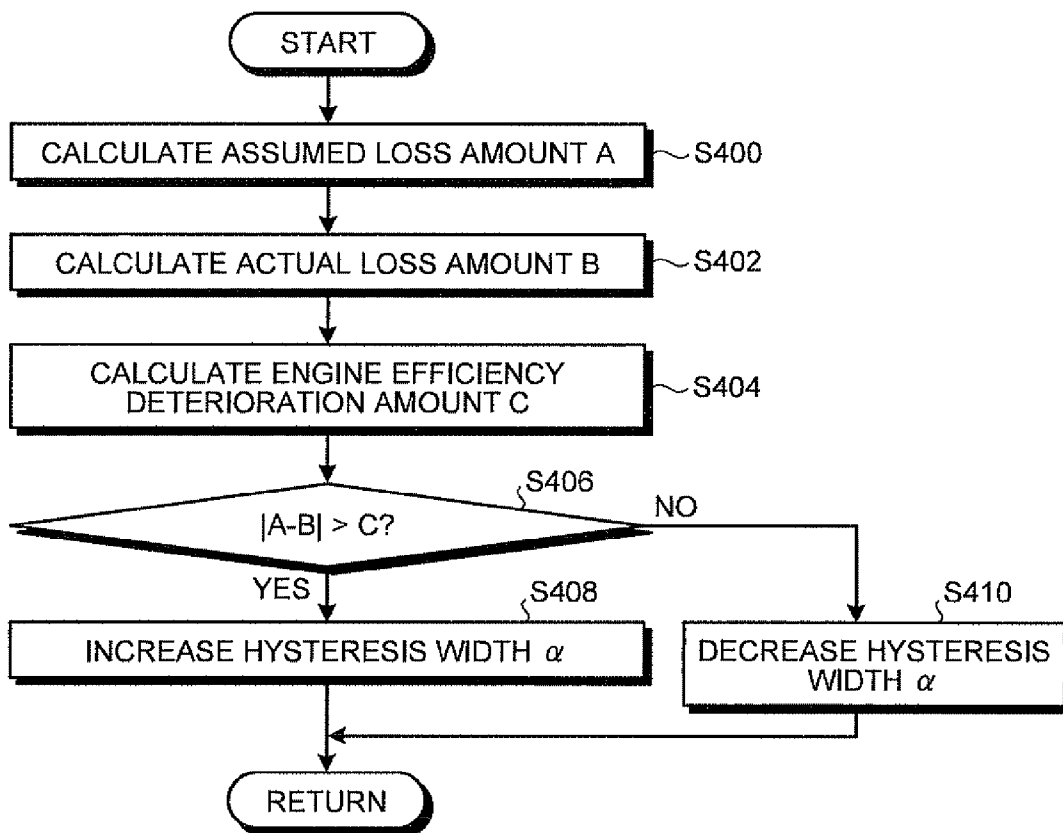 START
CALCULATE ASSUMED LOSS AMOUNT A
S400
CALCULATE ACTUAL LOSS AMOUNT B
S402
CALCULATE ENGINE EFFICIENCY
DETERIORATION AMOUNT C
S404
S406
|A-B| > C?
NO
YES
S408
INCREASE HYSTERESIS WIDTH α
S410
DECREASE HYSTERESIS
WIDTH α
RETURN